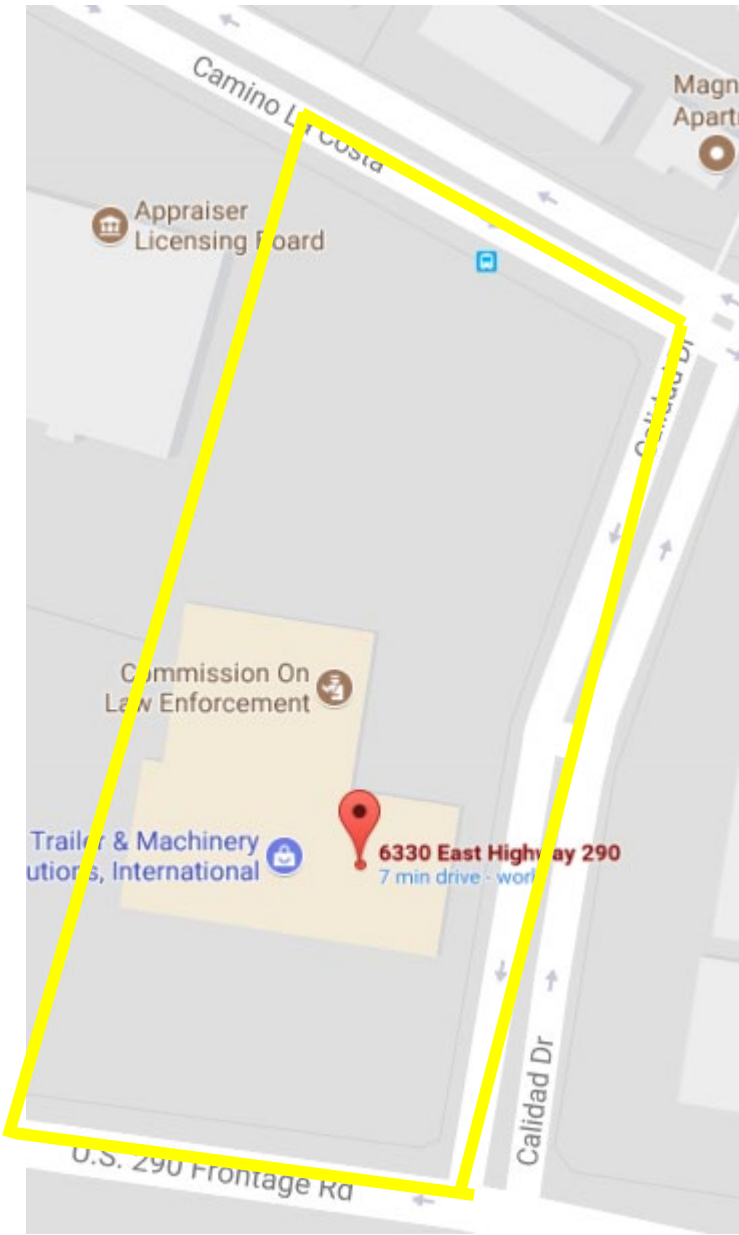 Camino La Costa
Magn
Apart
Appraiser
Licensing Board
Calidad Dr
Commission On
Law Enforcement
Trailer & Machinery
utions, International
6330 East Highway 290
7 min drive - work
Calidad Dr
U.S. 290 Frontage Rd